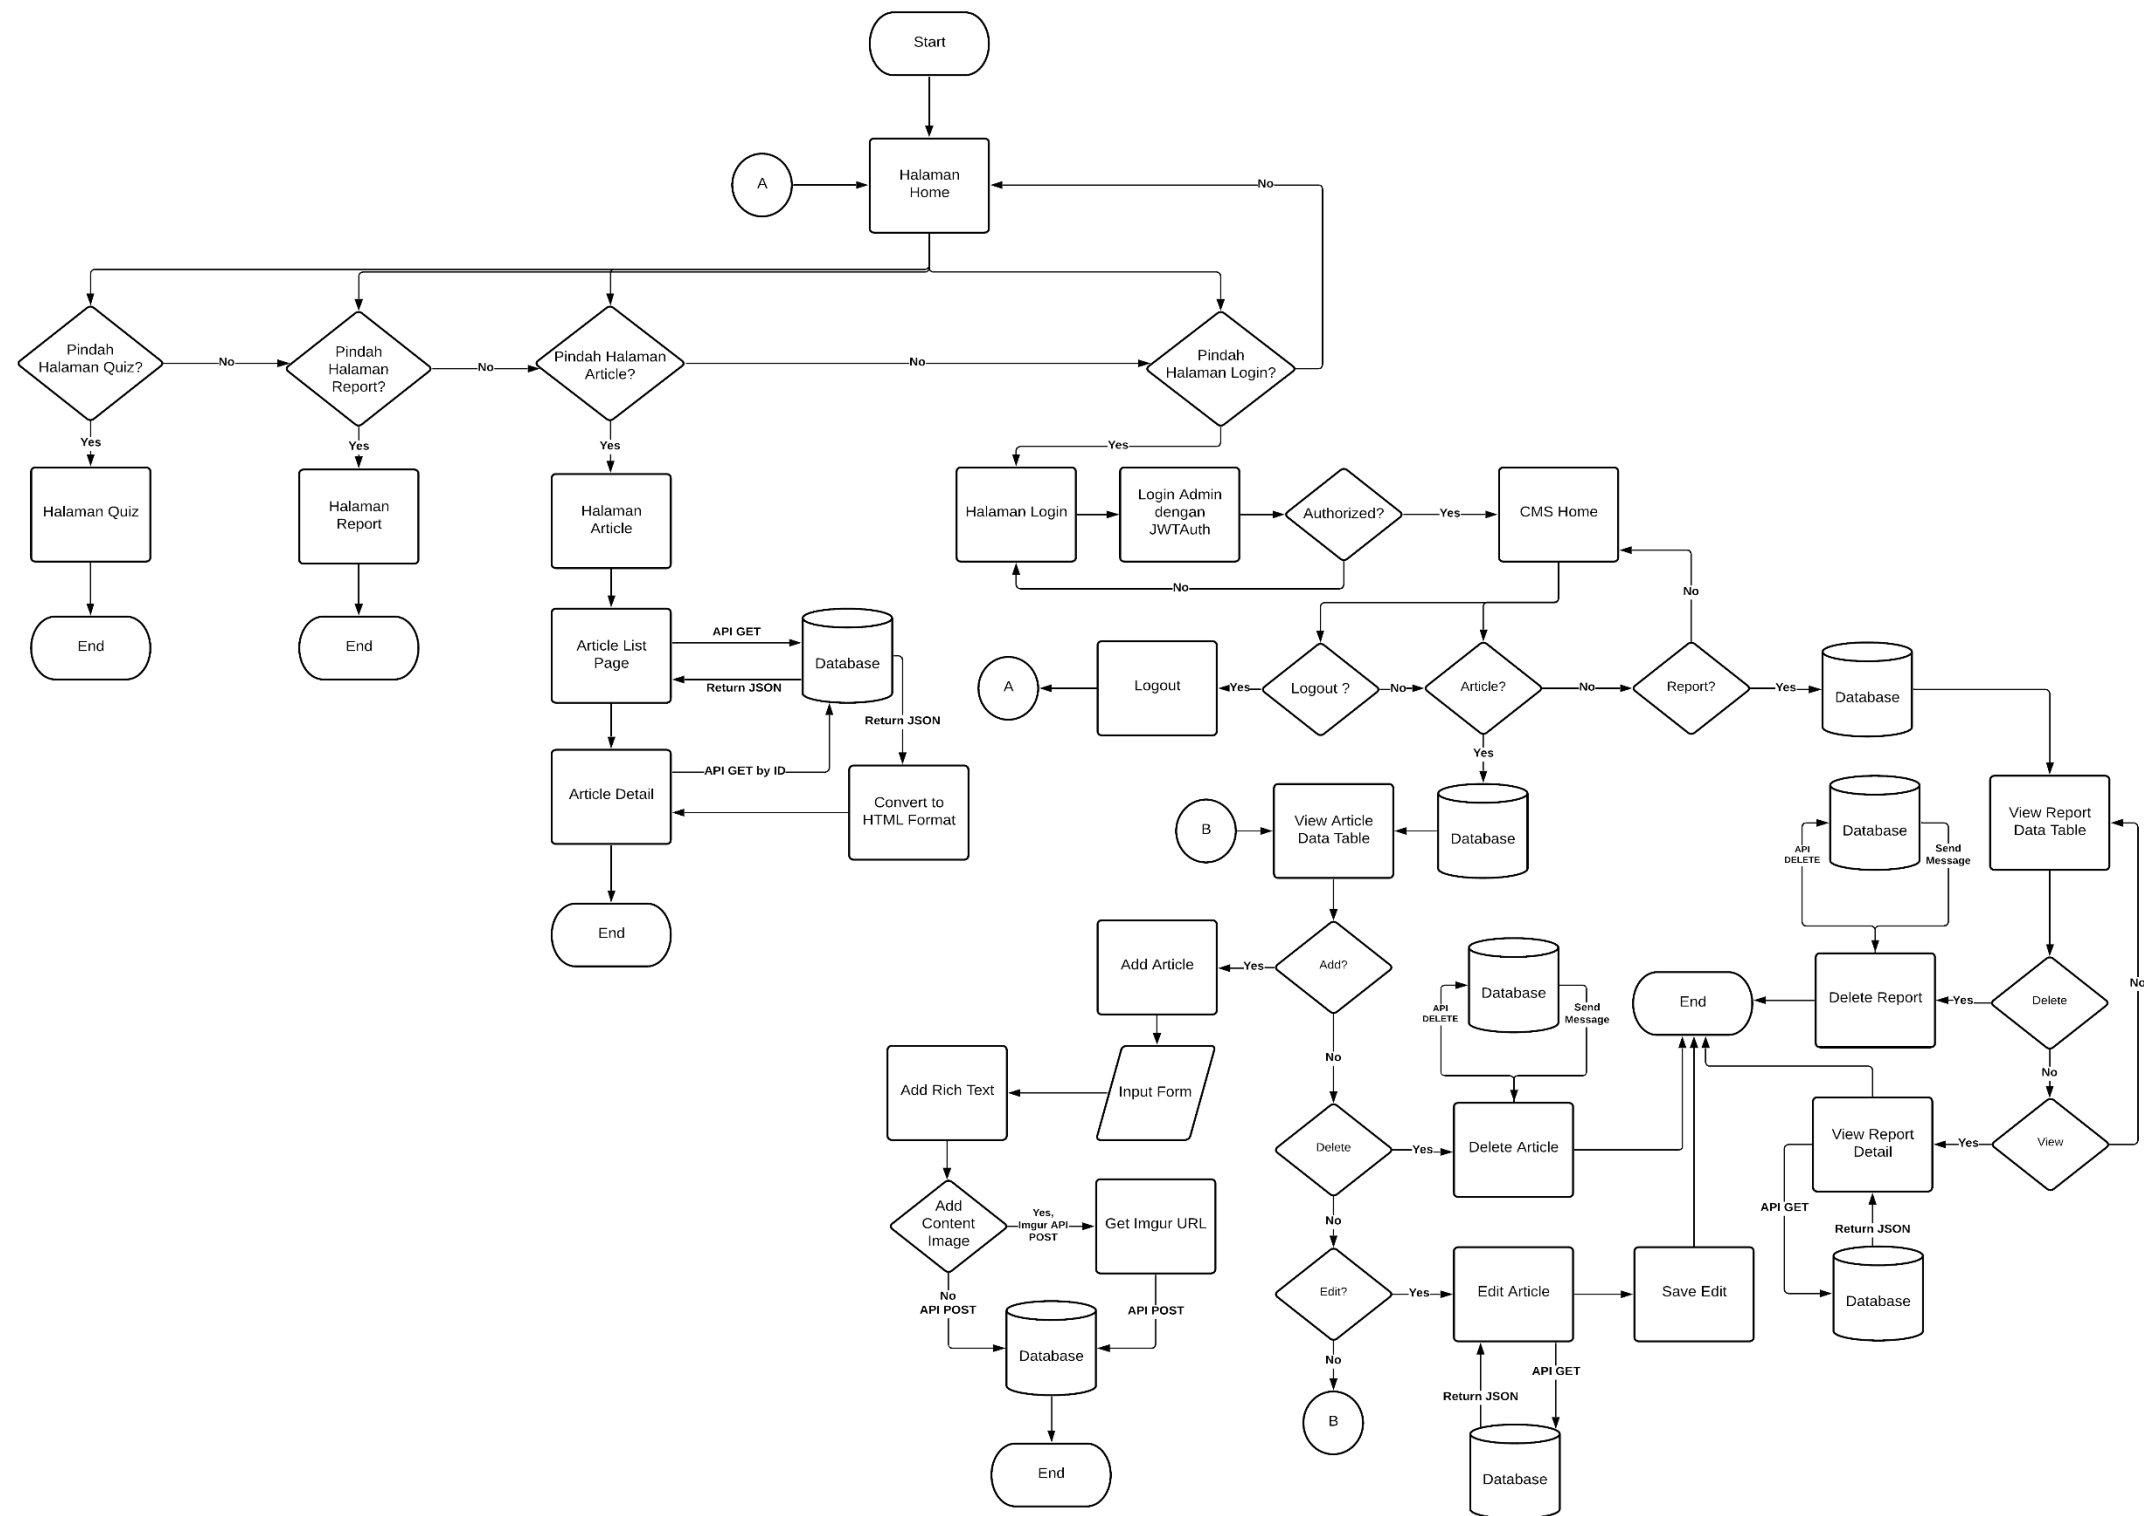 Start
A
Halaman
Home
No
Pindah
Halaman Quiz?
No
Pindah
Halaman
Report?
No
Pindah Halaman
Article?
No
Pindah
Halaman Login?
Yes
Yes
Yes
Yes
Halaman Quiz
Halaman
Report
Halaman
Article
Halaman Login
Login Admin
dengan
JWTAuth
Authorized?
Yes
CMS Home
No
No
End
End
Article List
Page
API GET
Return JSON
Database
Return JSON
A
Logout
Yes
Logout ?
No
Article?
No
Report?
Yes
Database
Yes
Article Detail
API GET by ID
Convert to
HTML Format
End
B
View Article
Data Table
Database
API
DELETE
Database
Send
Message
View Report
Data Table
Add Article
Yes
Add?
No
API
DELETE
Database
Send
Message
End
Delete Report
Yes
Delete
No
No
Add Rich Text
Input Form
Delete
Yes
Delete Article
View Report
Detail
Yes
View
Add
Content
Image
Yes,
Imgur API
POST
Get Imgur URL
No
API GET
Return JSON
Database
No
API POST
API POST
Database
End
Edit?
Yes
Edit Article
Save Edit
No
B
Return JSON
API GET
Database